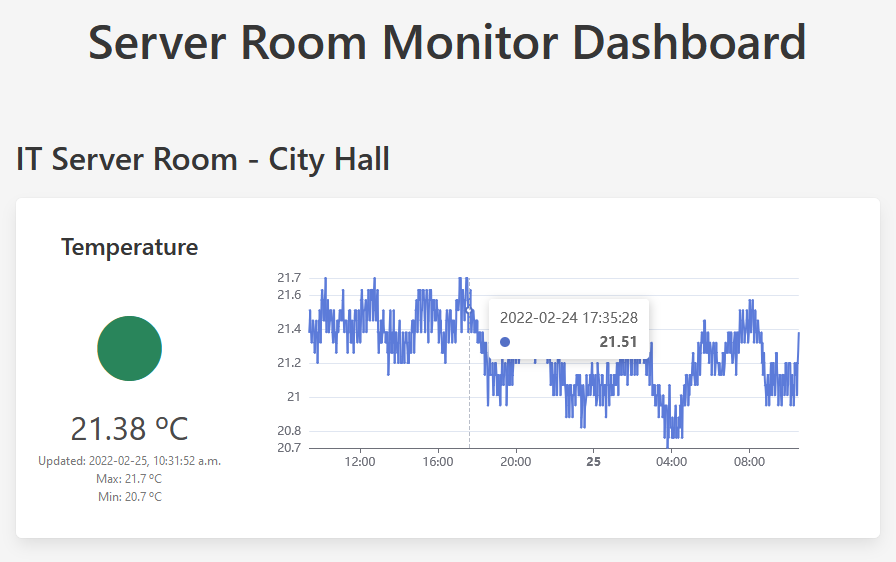 Server Room Monitor Dashboard
IT Server Room - City Hall
Temperature
21.38 ºC
Updated: 2022-02-25, 10:31:52 a.m.
Max: 21.7 ºC
Min: 20.7 ºC
21.7
21.6
21.4
21.2
21
20.8
20.7
2022-02-24 17:35:28
21.51
12:00 16:00 20:00 25 04:00 08:00